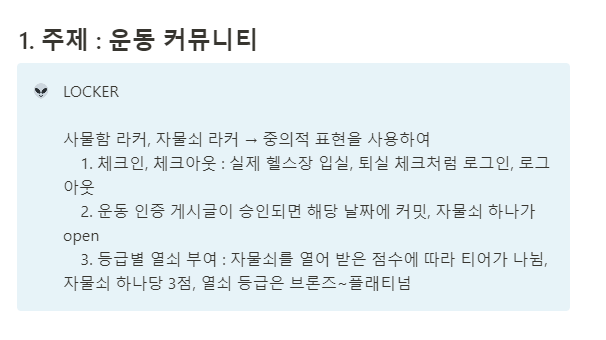 1. 주제 : 운동 커뮤니티
LOCKER
사물함 라커, 자물쇠 라커 → 중의적 표현을 사용하여
1. 체크인, 체크아웃 : 실제 헬스장 입실, 퇴실 체크처럼 로그인, 로그
아웃
2. 운동 인증 게시글이 승인되면 해당 날짜에 커밋, 자물쇠 하나가
open
3. 등급별 열쇠 부여 : 자물쇠를 열어 받은 점수에 따라 티어가 나뉨,
자물쇠 하나당 3점, 열쇠 등급은 브론즈~플래티넘